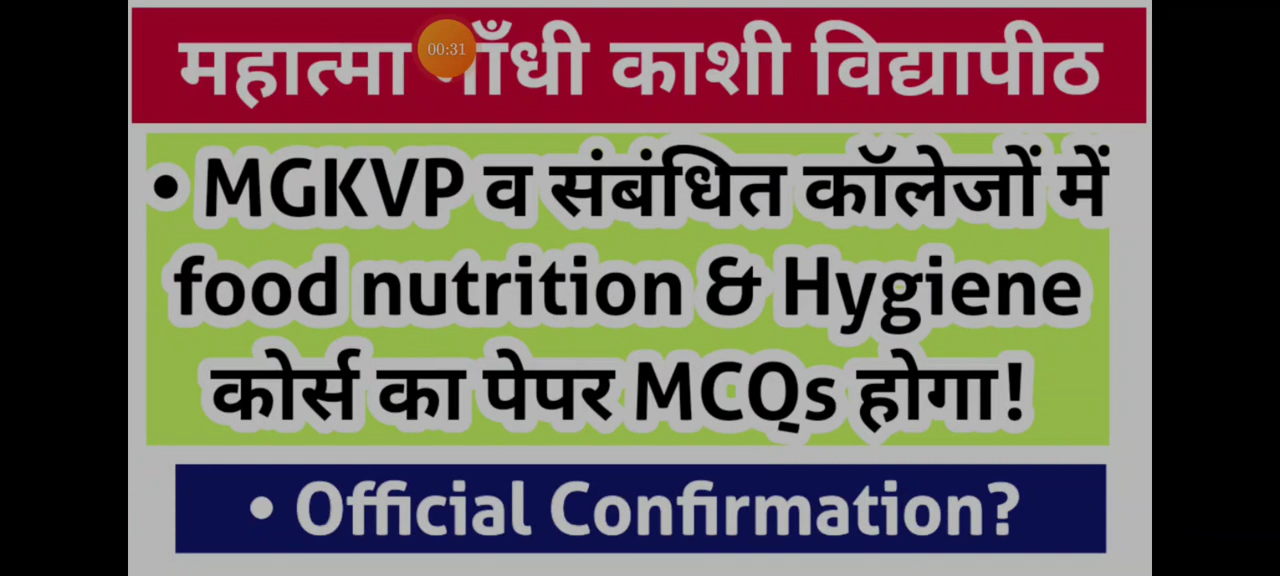 महात्मा गाँधी काशी विद्यापीठ
00:31
• MGKVP व संबंधित कॉलेजों में
food nutrition & Hygiene
कोर्स का पेपर MCQs होगा!
• Official Confirmation?